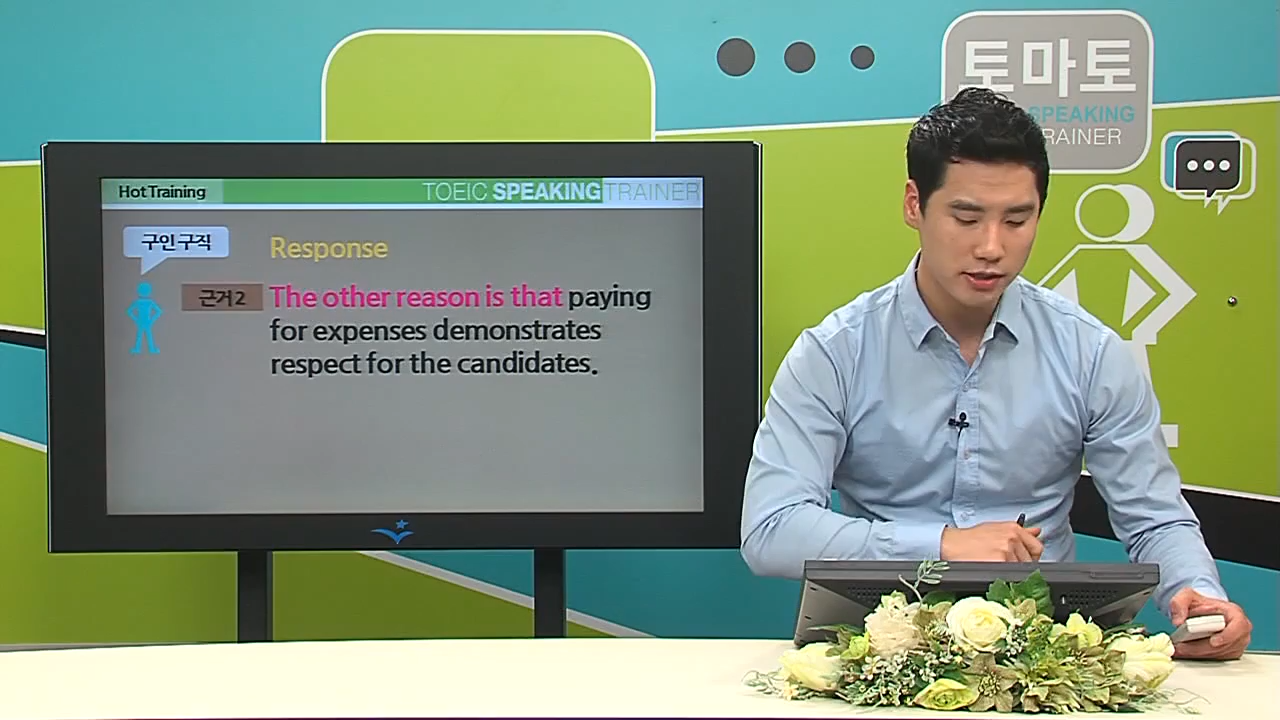 토마토
SPEAKING
RAINER
Hot Training
TOEIC SPEAKING TRAINER
구인 구직
Response
근거 2
The other reason is that paying
for expenses demonstrates
respect for the candidates.